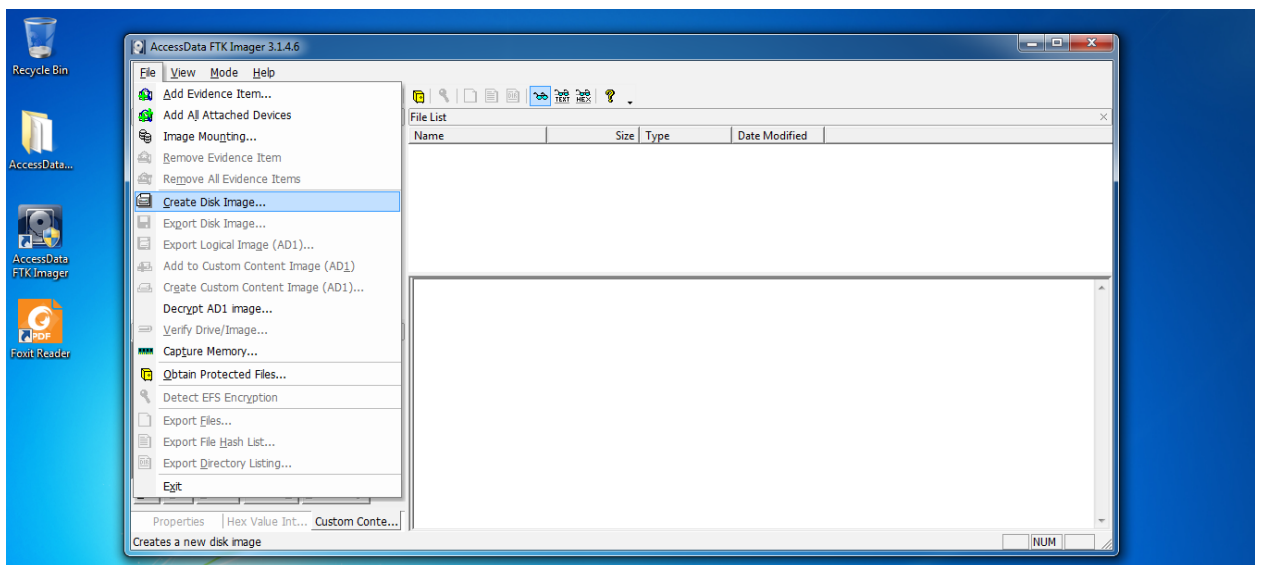 Recycle Bin
AccessData...
AccessData
FTK Imager
PDF
Foxit Reader
AccessData FTK Imager 3.1.4.6
File View Mode Help
Add Evidence Item...
Add All Attached Devices
Image Mounting...
Remove Evidence Item
Remove All Evidence Items
Create Disk Image...
Export Disk Image...
Export Logical Image (AD1)...
Add to Custom Content Image (AD1)
Create Custom Content Image (AD1)...
Decrypt AD1 image...
Verify Drive/Image...
Capture Memory...
Obtain Protected Files...
Detect EFS Encryption
Export Files...
Export File Hash List...
Export Directory Listing...
Exit
TEXT HEX
File List
Name Size Type Date Modified
Properties Hex Value Int... Custom Conte...
Creates a new disk image NUM